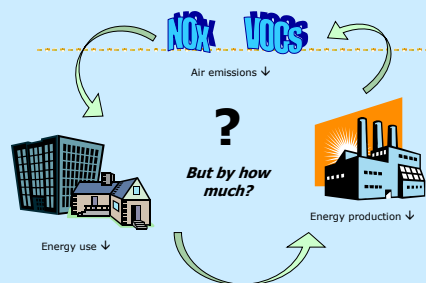 NOx VOCs
Air emissions ↓
?
But by how
much?
Energy production ↓
Energy use ↓